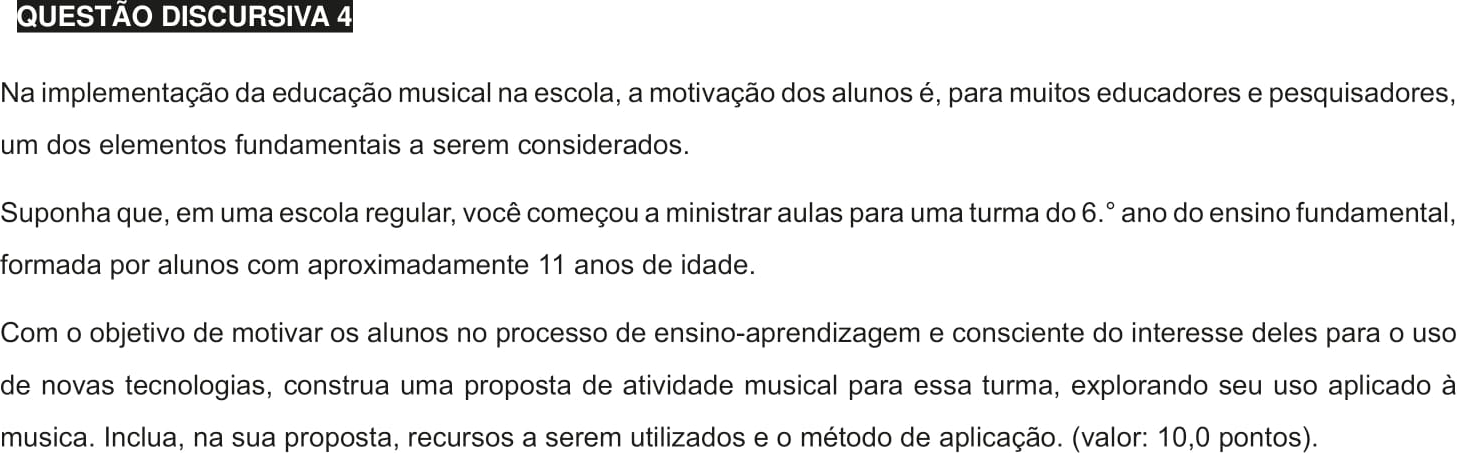 QUESTÃO DISCURSIVA 4
Na implementação da educação musical na escola, a motivação dos alunos é, para muitos educadores e pesquisadores,
um dos elementos fundamentais a serem considerados.
Suponha que, em uma escola regular, você começou a ministrar aulas para uma turma do 6.° ano do ensino fundamental,
formada por alunos com aproximadamente 11 anos de idade.
Com o objetivo de motivar os alunos no processo de ensino-aprendizagem e consciente do interesse deles para o uso
de novas tecnologias, construa uma proposta de atividade musical para essa turma, explorando seu uso aplicado à
musica. Inclua, na sua proposta, recursos a serem utilizados e o método de aplicação. (valor: 10,0 pontos).